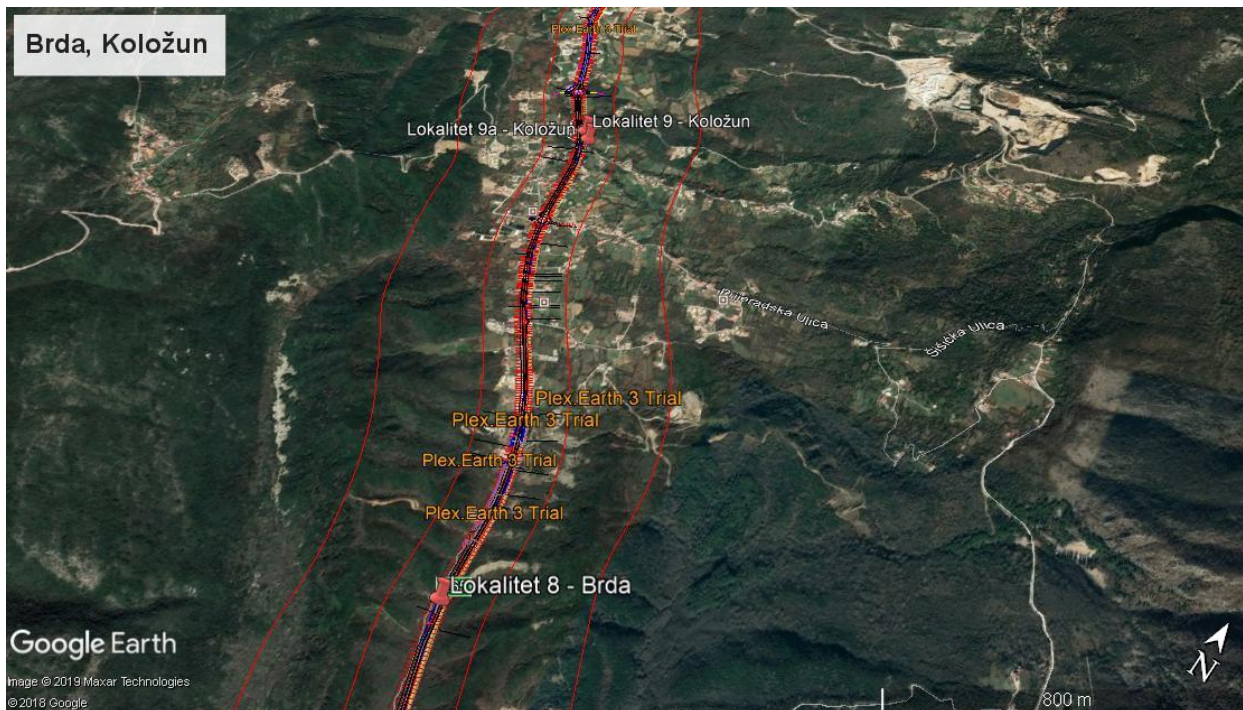 Brda, Koložun
Plex.Earth 3 Trial
Lokalitet 9a - Koložun
Lokalitet 9 - Koložun
Prijeradska Ulica
Šišićka Ulica
Plex.Earth 3 Trial
Plex.Earth 3 Trial
Plex.Earth 3 Trial
Plex.Earth 3 Trial
Lokalitet 8 - Brda
Google Earth
Image © 2019 Maxar Technologies
© 2018 Google
800 m
N